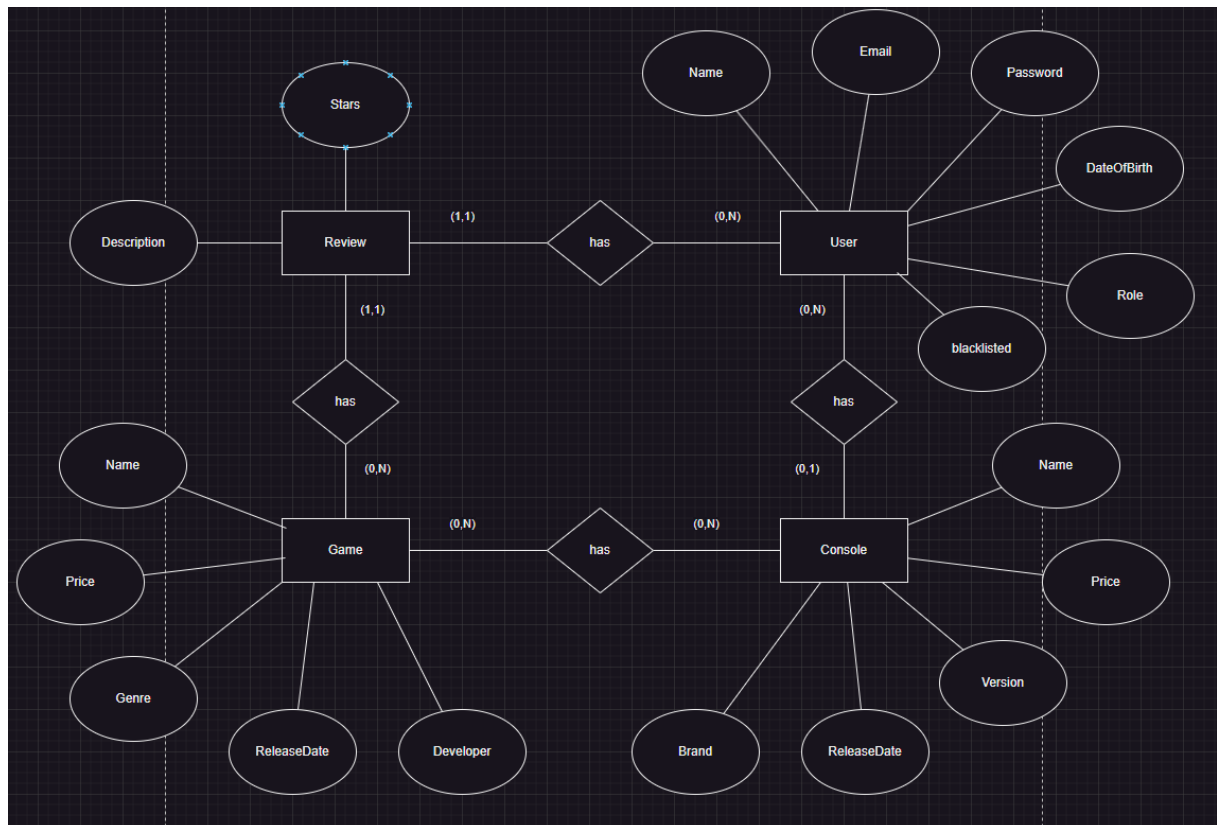 Email
Name
Password
Stars
DateOfBirth
(1,1)
(0,N)
Description
Review
has
User
Role
(1,1)
(0,N)
blacklisted
has
has
Name
(0,N)
(0,1)
Name
(0,N)
(0,N)
Game
has
Console
Price
Price
Genre
Version
ReleaseDate
Developer
Brand
ReleaseDate